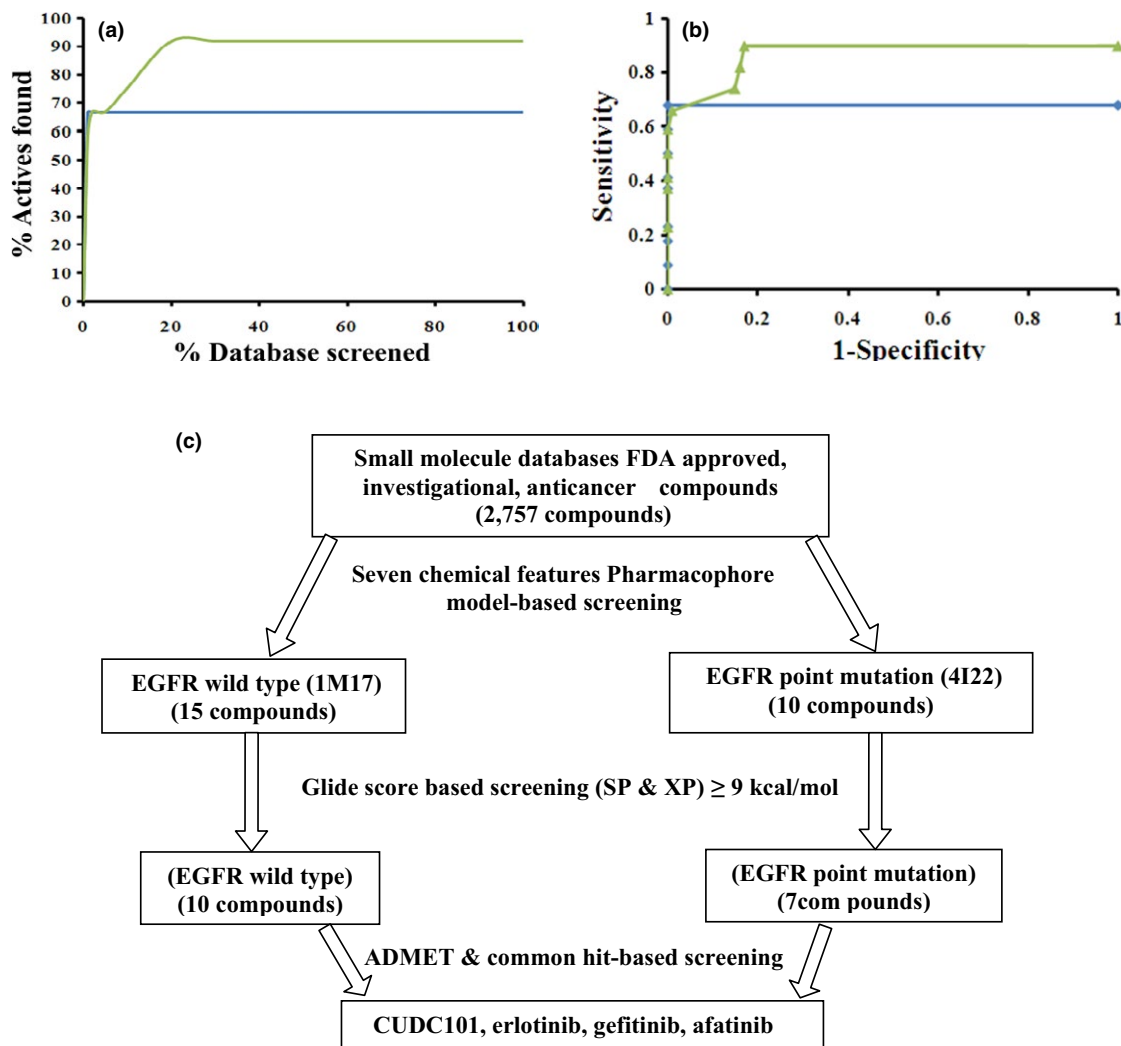 (a)
% Actives found
100
90
80
70
60
50
40
30
20
10
0
0 20 40 60 80 100
% Database screened
(b)
Sensitivity
1
0.8
0.6
0.4
0.2
0
0 0.2 0.4 0.6 0.8 1
1-Specificity
(c)
Small molecule databases FDA approved,
investigational, anticancer compounds
(2,757 compounds)
Seven chemical features Pharmacophore
model-based screening
EGFR wild type (1M17)
(15 compounds)
EGFR point mutation (4I22)
(10 compounds)
Glide score based screening (SP & XP) ≥ 9 kcal/mol
(EGFR wild type)
(10 compounds)
(EGFR point mutation)
(7com pounds)
ADMET & common hit-based screening
CUDC101, erlotinib, gefitinib, afatinib